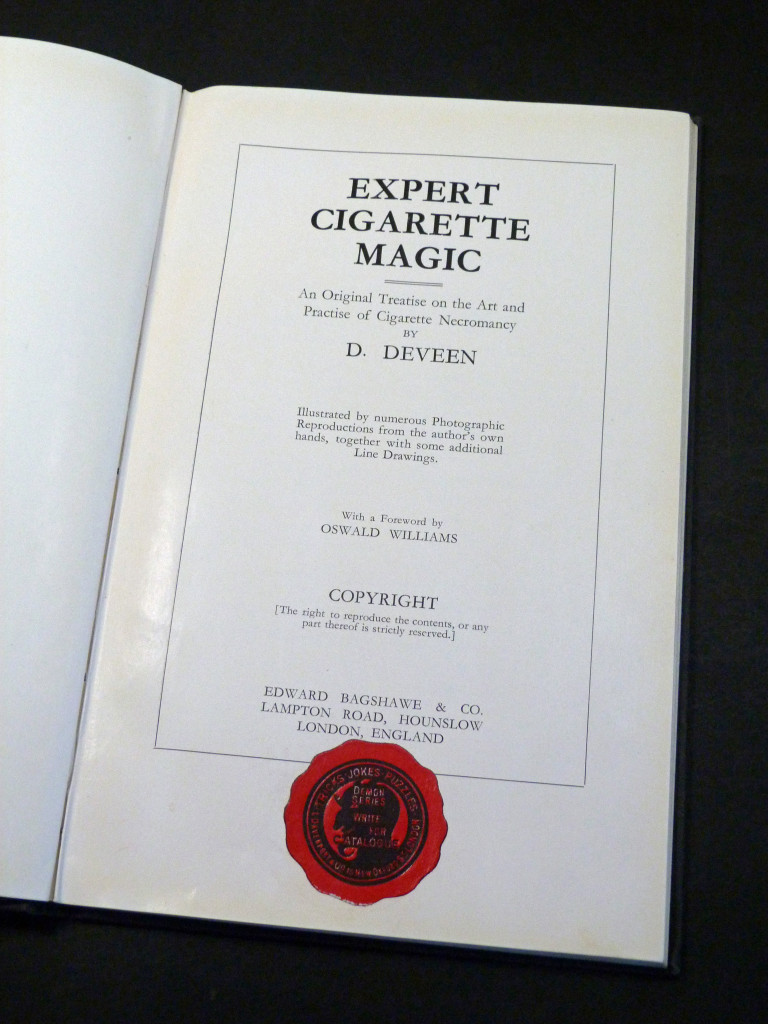 EXPERT
CIGARETTE
MAGIC
An Original Treatise on the Art and
Practise of Cigarette Necromancy
BY
D. DEVEEN
Illustrated by numerous Photographic
Reproductions from the author's own
hands, together with some additional
Line Drawings.
With a Foreword by
OSWALD WILLIAMS
COPYRIGHT
[The right to reproduce the contents, or any
part thereof is strictly reserved.]
EDWARD BAGSHAWE & CO.
LAMPTON ROAD, HOUNSLOW
LONDON, ENGLAND
TRICKS·JOKES·PUZZLES·
DEMON
SERIES
WRITE
FOR
CATALOGUE